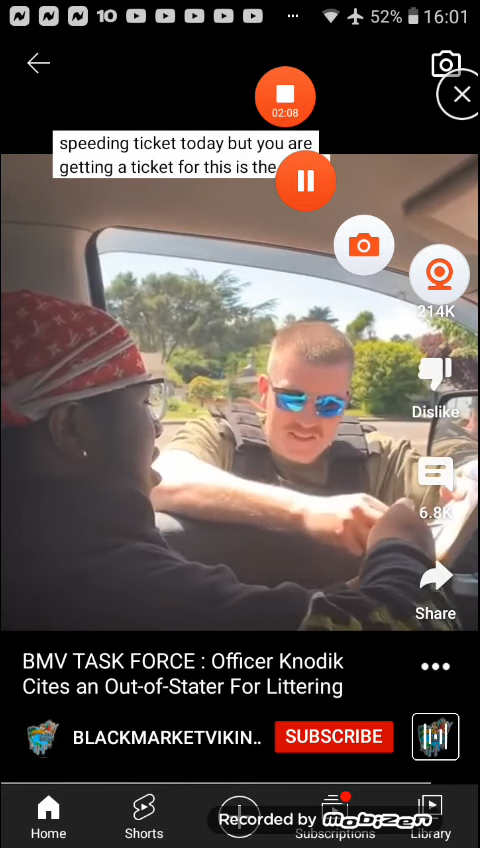 10 ... 52% 16:01
02:08
speeding ticket today but you are
getting a ticket for this is the
214K
Dislike
6.8K
Share
BMV TASK FORCE : Officer Knodik
Cites an Out-of-Stater For Littering
BLACKMARKETVIKIN..
SUBSCRIBE
Home
Shorts
Recorded by MOBIZEN
Subscriptions
Library